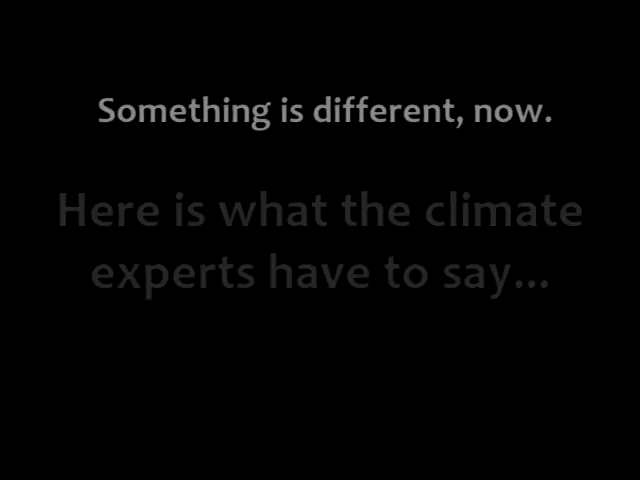 Something is different, now.
Here is what the climate
experts have to say...